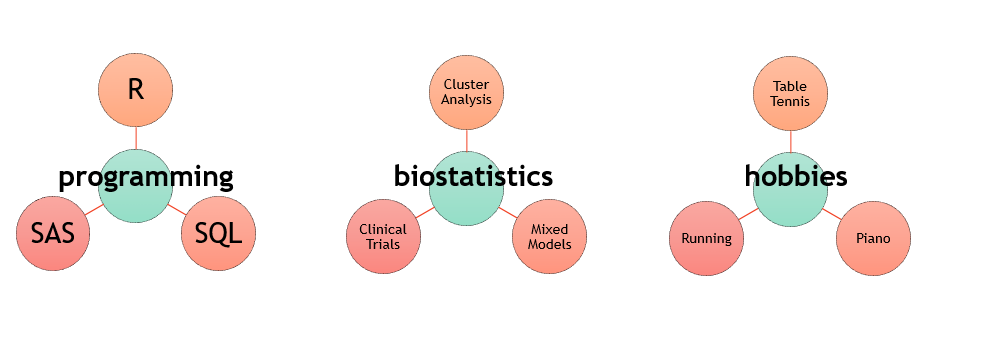 R
programming
SAS
SQL
Cluster
Analysis
biostatistics
Clinical
Trials
Mixed
Models
Table
Tennis
hobbies
Running
Piano